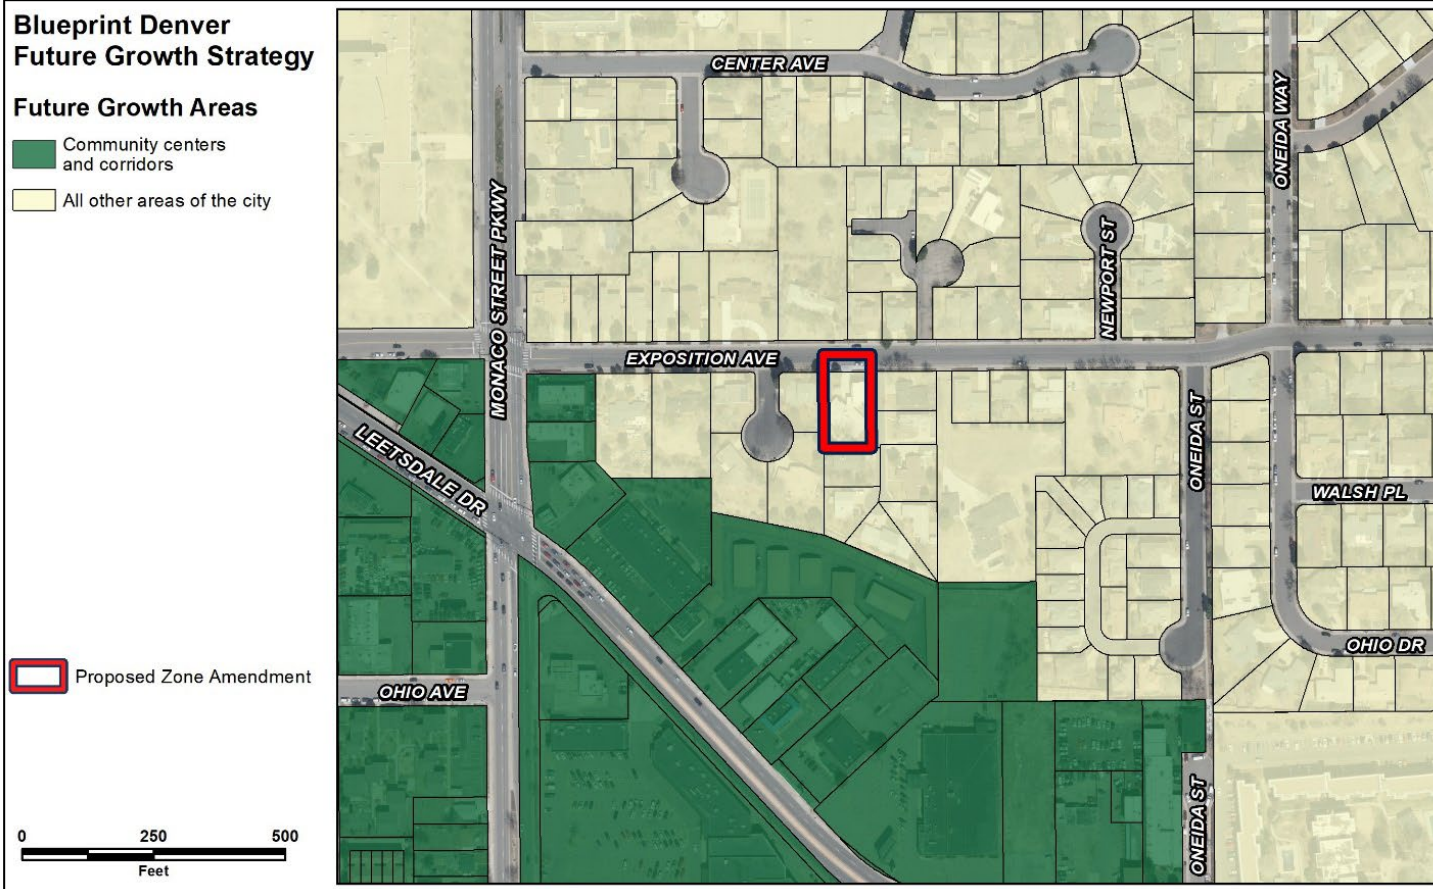 Blueprint Denver
Future Growth Strategy
Future Growth Areas
Community centers
and corridors
All other areas of the city
Proposed Zone Amendment
0 250 500
Feet
CENTER AVE
ONEIDA WAY
MONACO STREET PKWY
NEWPORT ST
EXPOSITION AVE
LEETSDALE DR
ONEIDA ST
WALSH PL
OHIO DR
OHIO AVE
ONEIDA ST